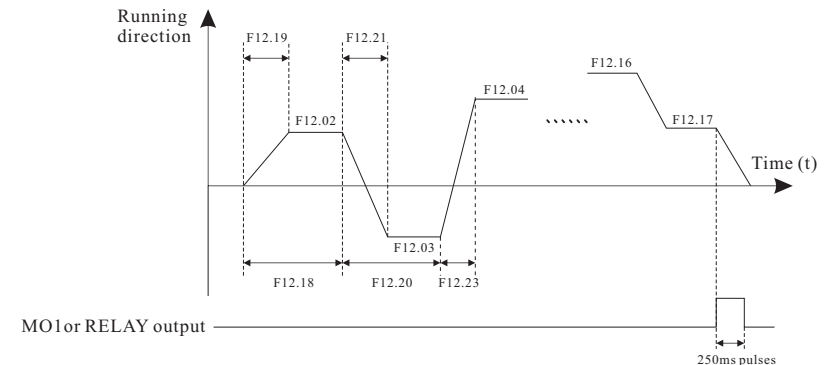 Running
direction
F12.19
F12.21
F12.16
F12.04
F12.02
F12.17
Time (t)
F12.03
F12.18
F12.20
F12.23
MO1or RELAY output
250ms pulses